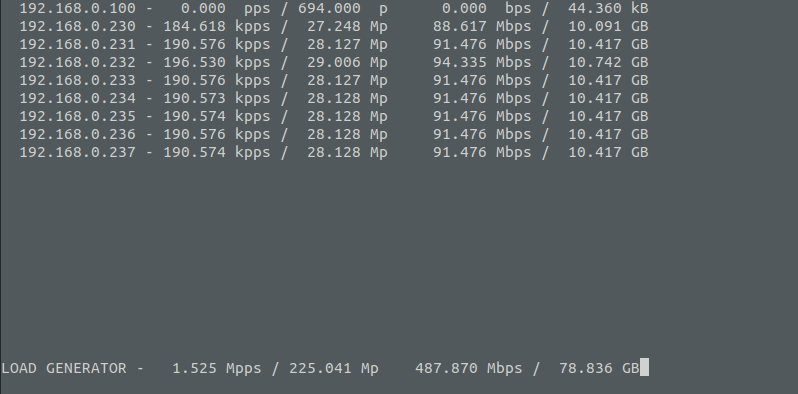 192.168.0.100 -   0.000  pps / 694.000  p      0.000  bps /  44.360 kB
192.168.0.230 - 184.618 kpps /  27.248 Mp     88.617 Mbps /  10.091 GB
192.168.0.231 - 190.576 kpps /  28.127 Mp     91.476 Mbps /  10.417 GB
192.168.0.232 - 196.530 kpps /  29.006 Mp     94.335 Mbps /  10.742 GB
192.168.0.233 - 190.576 kpps /  28.127 Mp     91.476 Mbps /  10.417 GB
192.168.0.234 - 190.573 kpps /  28.128 Mp     91.476 Mbps /  10.417 GB
192.168.0.235 - 190.574 kpps /  28.128 Mp     91.476 Mbps /  10.417 GB
192.168.0.236 - 190.576 kpps /  28.128 Mp     91.476 Mbps /  10.417 GB
192.168.0.237 - 190.574 kpps /  28.128 Mp     91.476 Mbps /  10.417 GB
LOAD GENERATOR -   1.525 Mpps / 225.041 Mp    487.870 Mbps /  78.836 GB